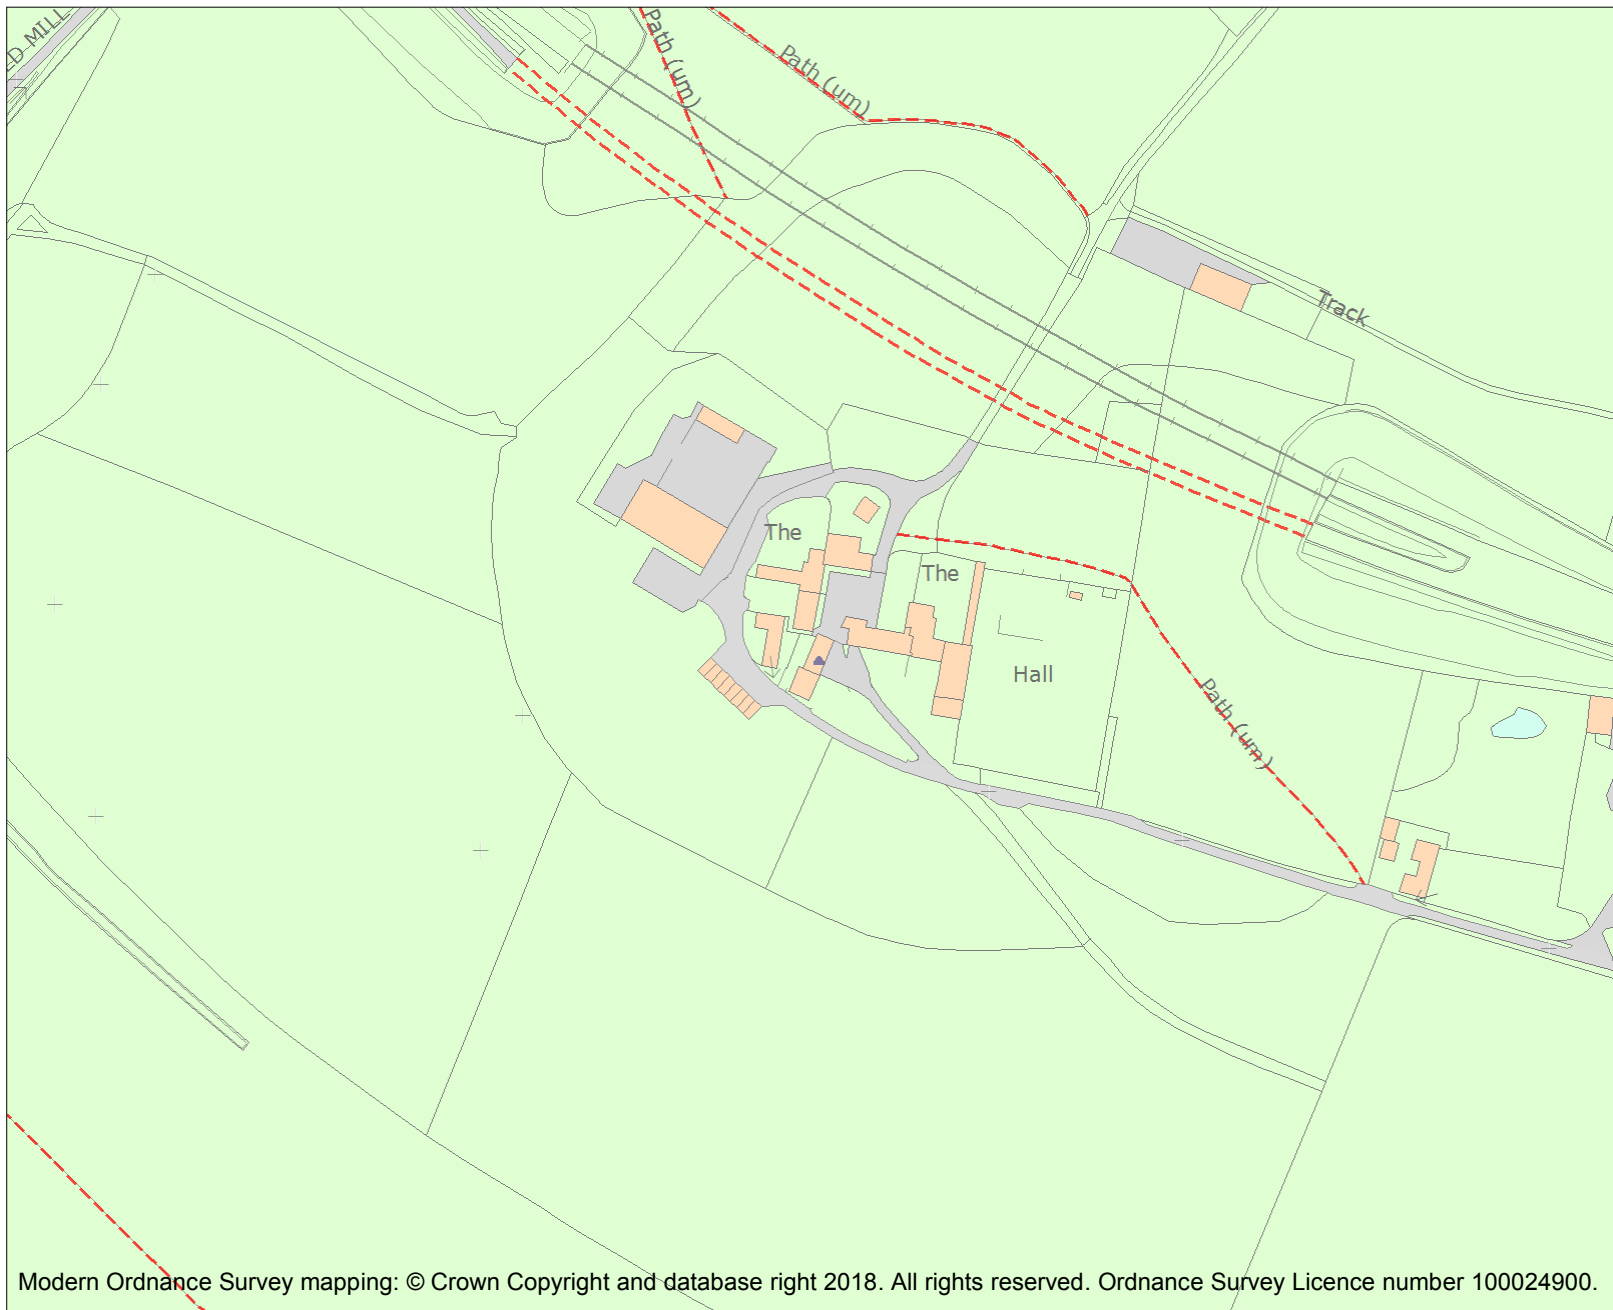 ED MILL
Path (um)
Path (um)
Track
The
The
Hall
Path (um)
Modern Ordnance Survey mapping: © Crown Copyright and database right 2018. All rights reserved. Ordnance Survey Licence number 100024900.